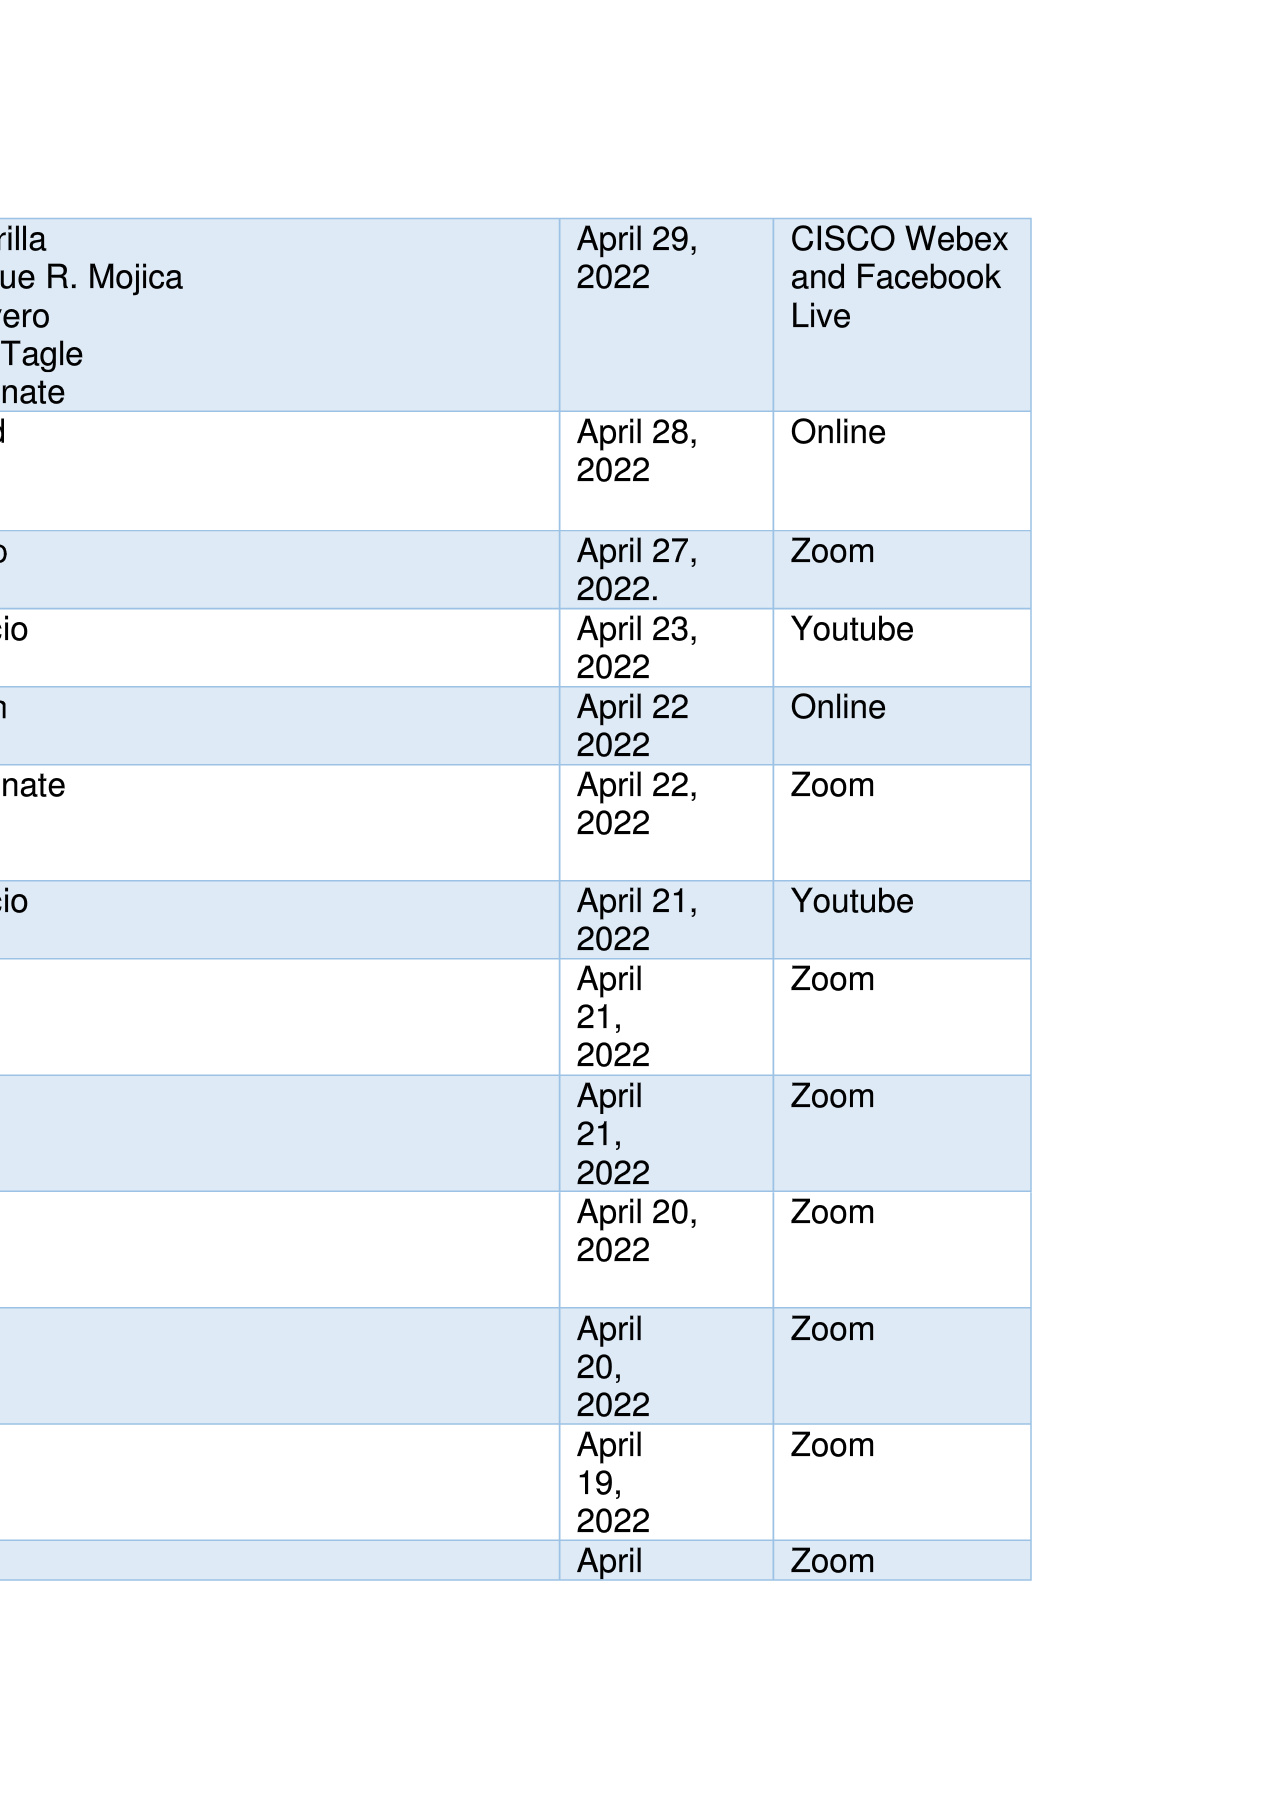 rilla
ue R. Mojica
vero
Tagle
nate
April 29,
2022
CISCO Webex
and Facebook
Live
d
April 28,
2022
Online
o
April 27,
2022.
Zoom
cio
April 23,
2022
Youtube
n
April 22
2022
Online
nate
April 22,
2022
Zoom
cio
April 21,
2022
Youtube
April
21,
2022
Zoom
April
21,
2022
Zoom
April 20,
2022
Zoom
April
20,
2022
Zoom
April
19,
2022
Zoom
April
Zoom